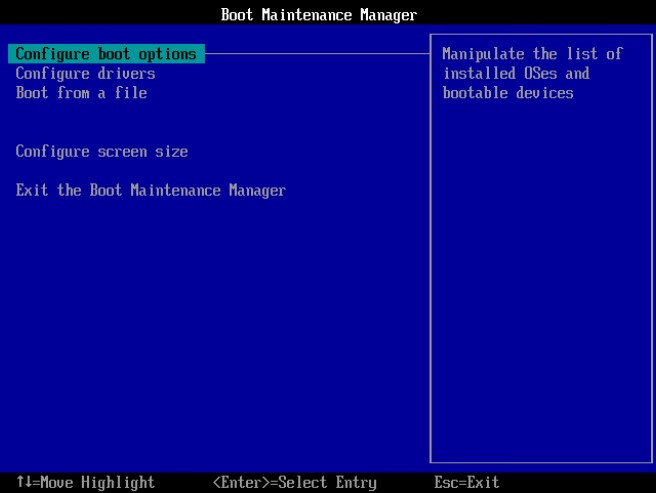 Boot Maintenance Manager
Configure boot options
Configure drivers
Boot from a file
Configure screen size
Exit the Boot Maintenance Manager
Manipulate the list of
installed OSes and
bootable devices
↑↓=Move Highlight <Enter>=Select Entry Esc=Exit